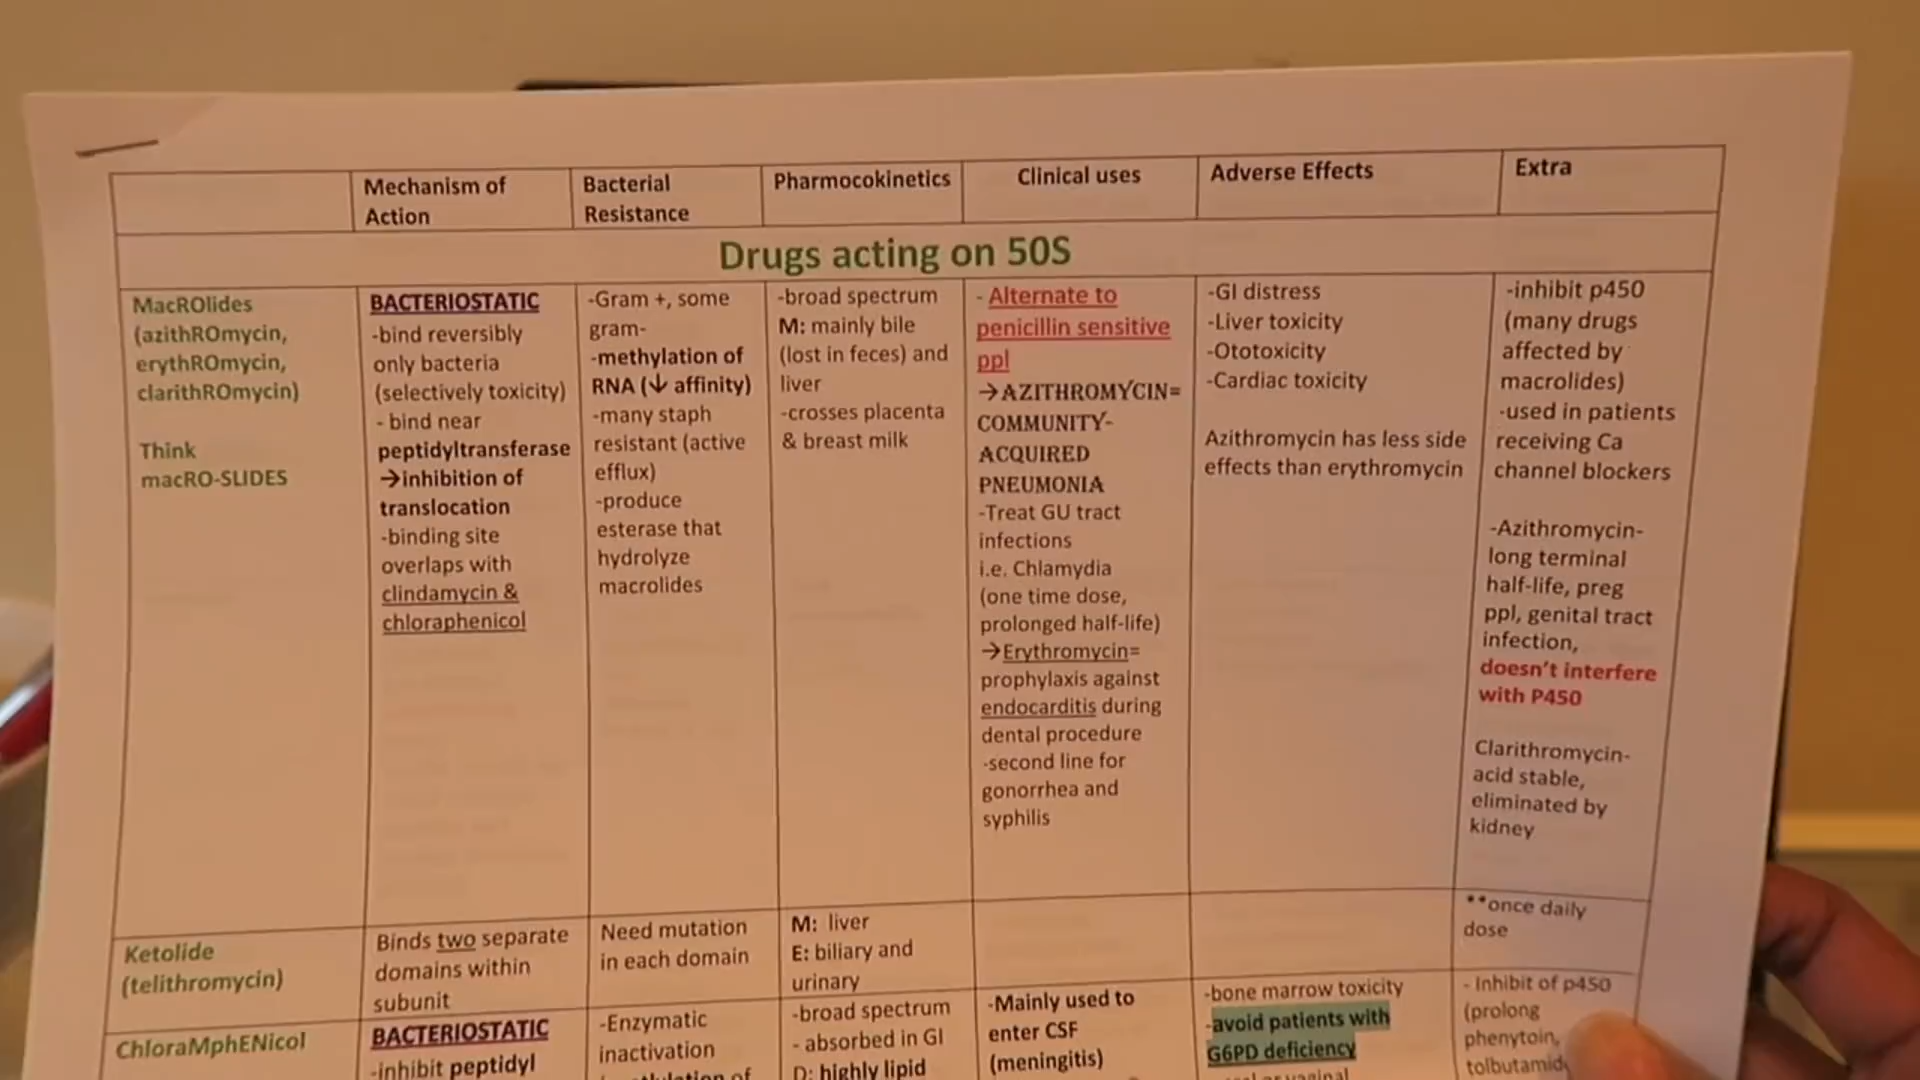 Mechanism of
Action
Bacterial
Resistance
Pharmocokinetics
Clinical uses
Adverse Effects
Extra
Drugs acting on 50S
MacROlides
(azithROmycin,
erythROmycin,
clarithROmycin)
Think
macRO-SLIDES
BACTERIOSTATIC
-bind reversibly
only bacteria
(selectively toxicity)
- bind near
peptidyltransferase
→inhibition of
translocation
-binding site
overlaps with
clindamycin &
chloraphenicol
-Gram +, some
gram-
-methylation of
RNA (↓ affinity)
-many staph
resistant (active
efflux)
-produce
esterase that
hydrolyze
macrolides
-broad spectrum
M: mainly bile
(lost in feces) and
liver
-crosses placenta
& breast milk
- Alternate to
penicillin sensitive
ppl
→AZITHROMYCIN=
COMMUNITY-
ACQUIRED
PNEUMONIA
-Treat GU tract
infections
i.e. Chlamydia
(one time dose,
prolonged half-life)
→Erythromycin=
prophylaxis against
endocarditis during
dental procedure
-second line for
gonorrhea and
syphilis
-GI distress
-Liver toxicity
-Ototoxicity
-Cardiac toxicity
Azithromycin has less side
effects than erythromycin
-inhibit p450
(many drugs
affected by
macrolides)
-used in patients
receiving Ca
channel blockers
-Azithromycin-
long terminal
half-life, preg
ppl, genital tract
infection,
doesn't interfere
with P450
Clarithromycin-
acid stable,
eliminated by
kidney
Ketolide
(telithromycin)
Binds two separate
domains within
subunit
Need mutation
in each domain
M: liver
E: biliary and
urinary
**once daily
dose
ChloraMphENicol
BACTERIOSTATIC
-inhibit peptidyl
-Enzymatic
inactivation
of
-broad spectrum
- absorbed in GI
D: highly lipid
-Mainly used to
enter CSF
(meningitis)
-bone marrow toxicity
-avoid patients with
G6PD deficiency
vaginal
- Inhibit of p450
(prolong
phenytoin,